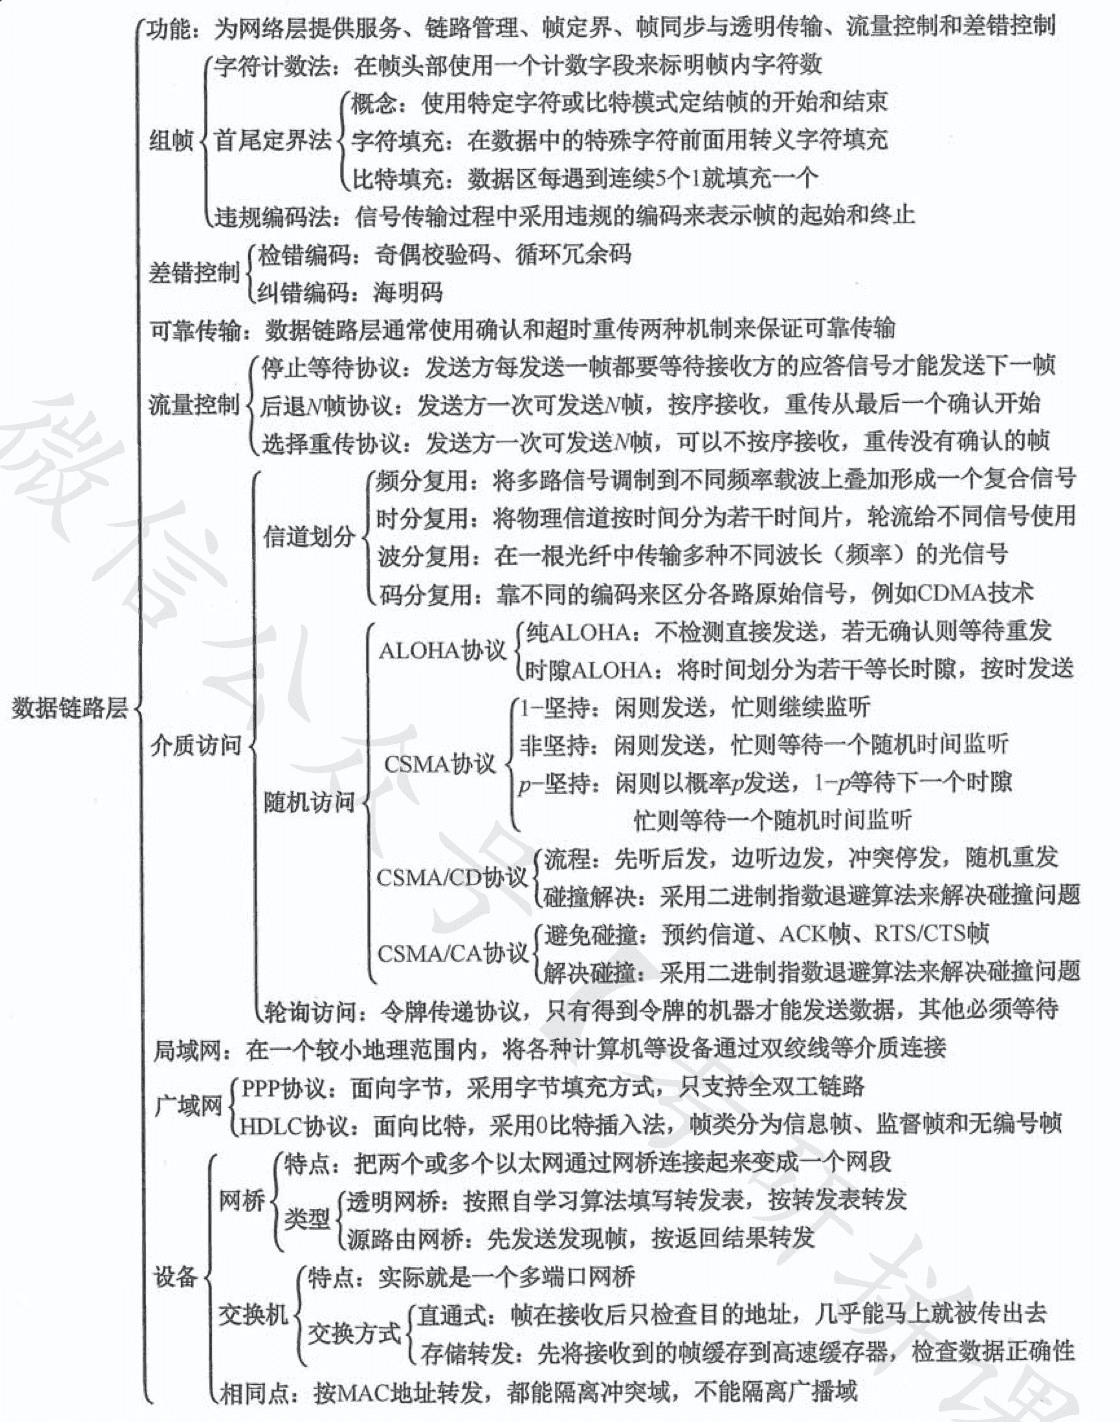 功能：为网络层提供服务、链路管理、帧定界、帧同步与透明传输、流量控制和差错控制
字符计数法：在帧头部使用一个计数字段来标明帧内字符数
概念：使用特定字符或比特模式定结帧的开始和结束
组帧
首尾定界法
字符填充：在数据中的特殊字符前面用转义字符填充
比特填充：数据区每遇到连续5个1就填充一个
违规编码法：信号传输过程中采用违规的编码来表示帧的起始和终止
差错控制
检错编码：奇偶校验码、循环冗余码
纠错编码：海明码
可靠传输：数据链路层通常使用确认和超时重传两种机制来保证可靠传输
停止等待协议：发送方每发送一帧都要等待接收方的应答信号才能发送下一帧
流量控制
后退N帧协议：发送方一次可发送N帧，按序接收，重传从最后一个确认开始
选择重传协议：发送方一次可发送N帧，可以不按序接收，重传没有确认的帧
频分复用：将多路信号调制到不同频率载波上叠加形成一个复合信号
时分复用：将物理信道按时间分为若干时间片，轮流给不同信号使用
信道划分
波分复用：在一根光纤中传输多种不同波长（频率）的光信号
码分复用：靠不同的编码来区分各路原始信号，例如CDMA技术
ALOHA协议
纯ALOHA：不检测直接发送，若无确认则等待重发
时隙ALOHA：将时间划分为若干等长时隙，按时发送
数据链路层
1-坚持：闲则发送，忙则继续监听
介质访问
非坚持：闲则发送，忙则等待一个随机时间监听
CSMA协议
p-坚持：闲则以概率p发送，1-p等待下一个时隙
随机访问
忙则等待一个随机时间监听
CSMA/CD协议
流程：先听后发，边听边发，冲突停发，随机重发
碰撞解决：采用二进制指数退避算法来解决碰撞问题
CSMA/CA协议
避免碰撞：预约信道、ACK帧、RTS/CTS帧
解决碰撞：采用二进制指数退避算法来解决碰撞问题
轮询访问：令牌传递协议，只有得到令牌的机器才能发送数据，其他必须等待
局域网：在一个较小地理范围内，将各种计算机等设备通过双绞线等介质连接
广域网
PPP协议：面向字节，采用字节填充方式，只支持全双工链路
HDLC协议：面向比特，采用0比特插入法，帧类分为信息帧、监督帧和无编号帧
特点：把两个或多个以太网通过网桥连接起来变成一个网段
网桥
类型
透明网桥：按照自学习算法填写转发表，按转发表转发
源路由网桥：先发送发现帧，按返回结果转发
设备
特点：实际就是一个多端口网桥
交换机
交换方式
直通式：帧在接收后只检查目的地址，几乎能马上就被传出去
存储转发：先将接收到的帧缓存到高速缓存器，检查数据正确性
相同点：按MAC地址转发，都能隔离冲突域，不能隔离广播域
微信公众号【考研拼课